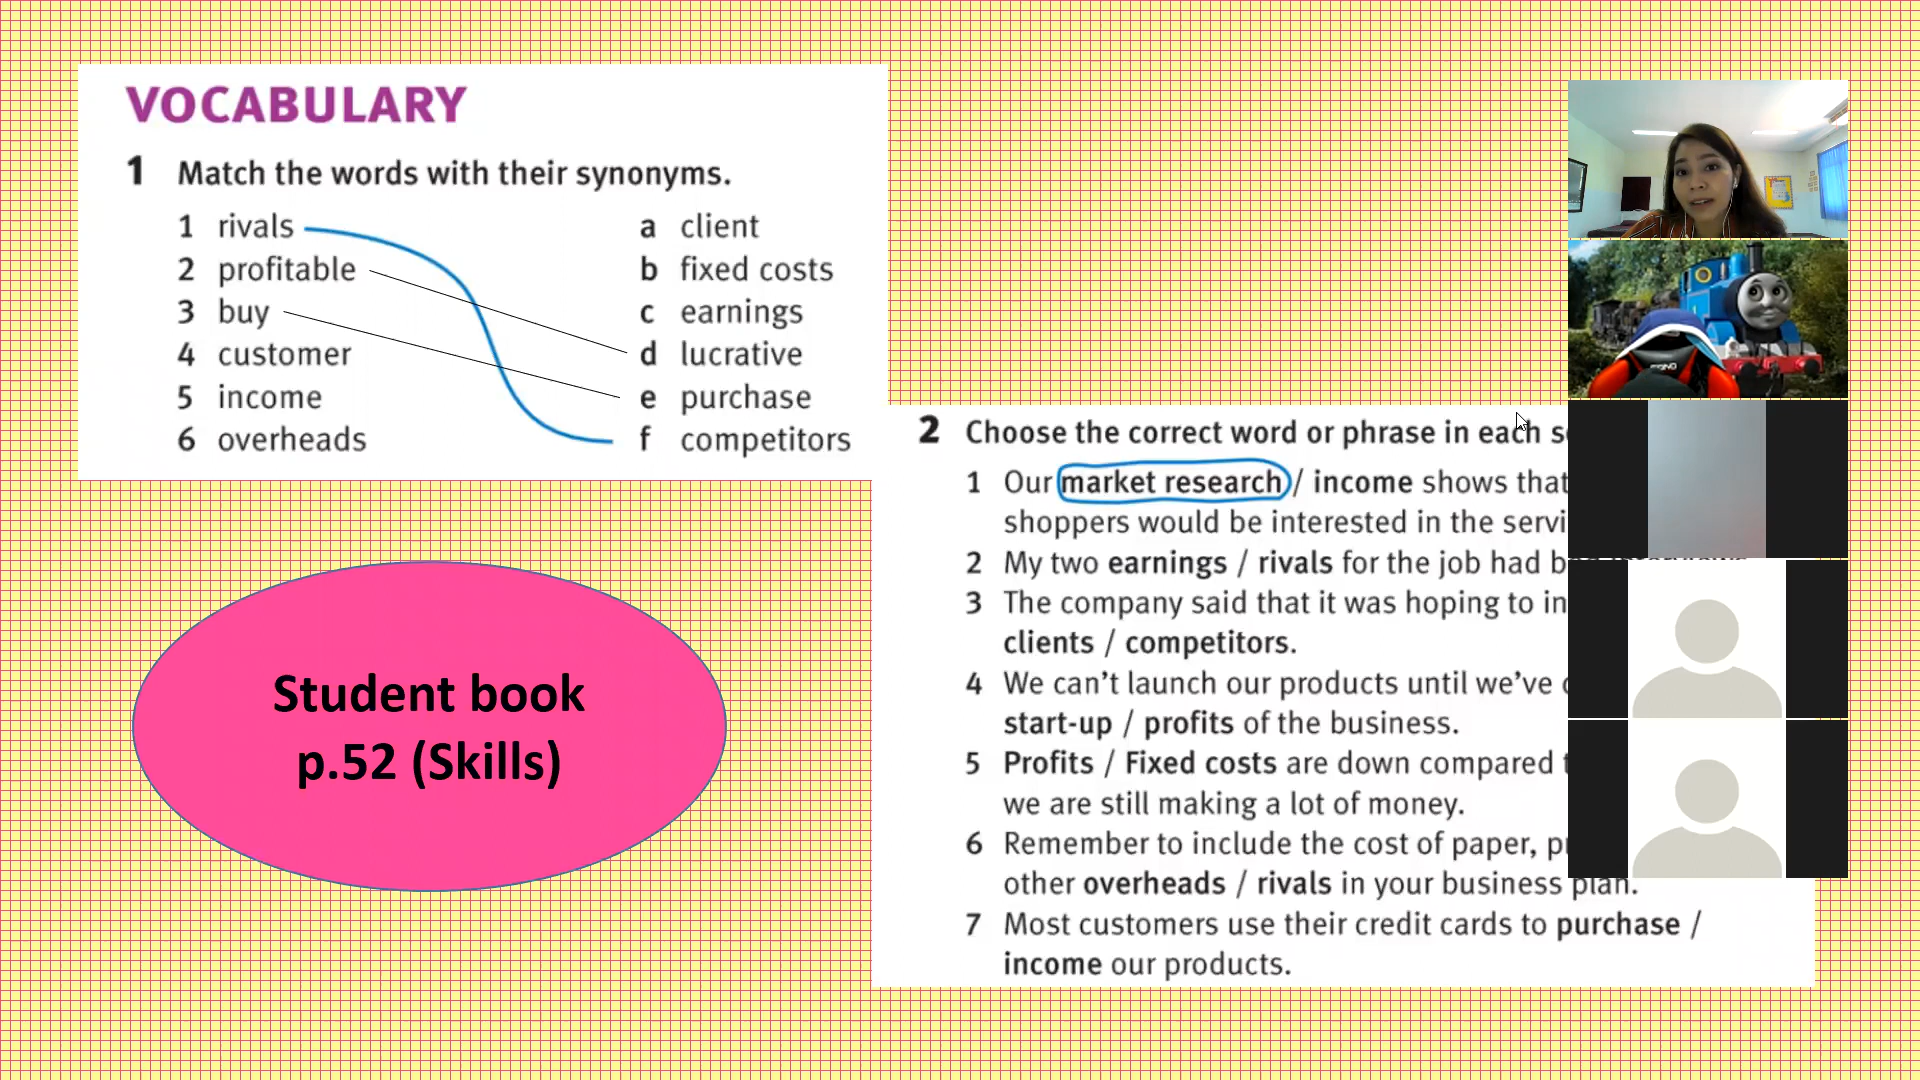 VOCABULARY
1 Match the words with their synonyms.
1 rivals
2 profitable
3 buy
4 customer
5 income
6 overheads
a client
b fixed costs
c earnings
d lucrative
e purchase
f competitors
Student book
p.52 (Skills)
2 Choose the correct word or phrase in each
1 Our market research / income shows that
shoppers would be interested in the
2 My two earnings / rivals for the job had
3 The company said that it was hoping to
clients / competitors.
4 We can't launch our products until we've
start-up / profits of the business.
5 Profits / Fixed costs are down compared
we are still making a lot of money.
6 Remember to include the cost of paper,
other overheads / rivals in your business plan.
7 Most customers use their credit cards to purchase /
income our products.